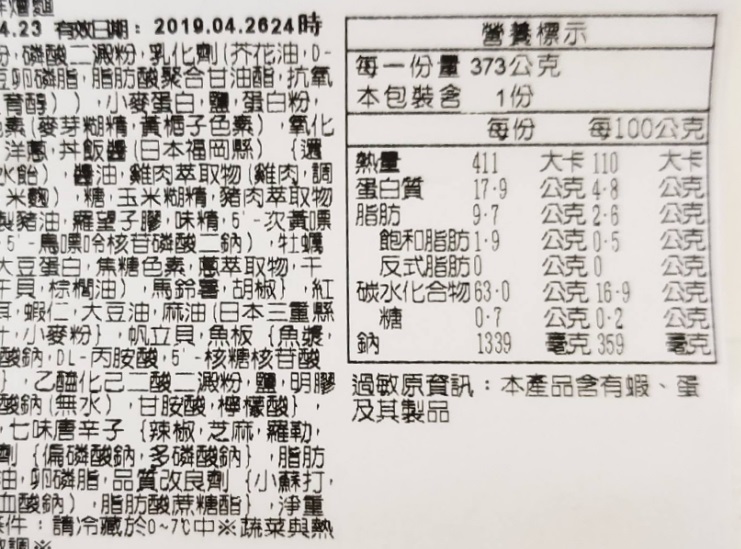 4.23 有效日期: 2019.04.2624時
粉,磷酸二澱粉,乳化劑(芥花油,D-
豆卵磷脂,脂肪酸聚合甘油酯,抗氧
育醇)),小麥蛋白,鹽,蛋白粉,
色素(麥芽糊精,黃梔子色素),氧化
洋蔥,丼飯醬(日本福岡縣){還
水飴),醬油,雞肉萃取物(雞肉,調
米麴),糖,玉米糊精,豬肉萃取物
製豬油,羅望子膠,味精,5'-次黃嘌
5'-鳥嘌呤核苷磷酸二鈉),牡蠣
大豆蛋白,焦糖色素,蔥萃取物,干
干貝,棕櫚油),馬鈴薯,胡椒},紅
耳,蝦仁,大豆油,麻油(日本三重縣
,小麥粉},帆立貝,魚板{魚漿,
酸鈉,DL-丙胺酸,5'-核糖核苷酸
},乙醯化己二酸二澱粉,鹽,明膠
酸鈉(無水),甘胺酸,檸檬酸},
,七味唐辛子{辣椒,芝麻,羅勒,
劑{偏磷酸鈉,多磷酸鈉},脂肪
油,卵磷脂,品質改良劑{小蘇打,
血酸鈉),脂肪酸蔗糖酯},淨重
條件:請冷藏於0~7℃中※蔬菜與熱
營養標示
每一份量 373公克
本包裝含 1份
每份 每100公克
熱量 411 大卡 110 大卡
蛋白質 17.9 公克 4.8 公克
脂肪 9.7 公克 2.6 公克
飽和脂肪 1.9 公克 0.5 公克
反式脂肪 0 公克 0 公克
碳水化合物 63.0 公克 16.9 公克
糖 0.7 公克 0.2 公克
鈉 1339 毫克 359 毫克
過敏原資訊:本產品含有蝦、蛋
及其製品